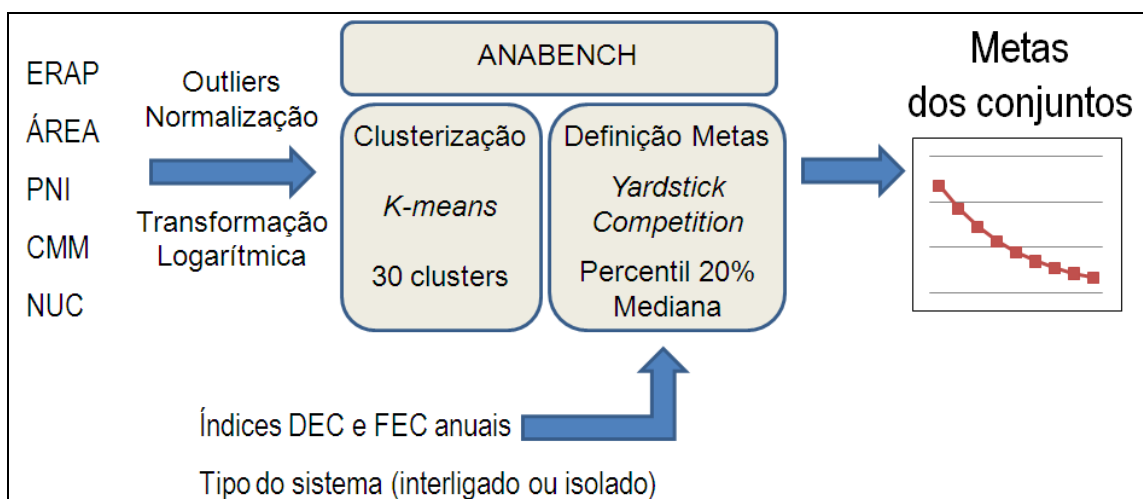 ERAP
ÁREA
PNI
CMM
NUC
Outliers
Normalização
Transformação
Logarítmica
ANABENCH
Clusterização
K-means
30 clusters
Definição Metas
Yardstick
Competition
Percentil 20%
Mediana
Metas
dos conjuntos
Índices DEC e FEC anuais
Tipo do sistema (interligado ou isolado)